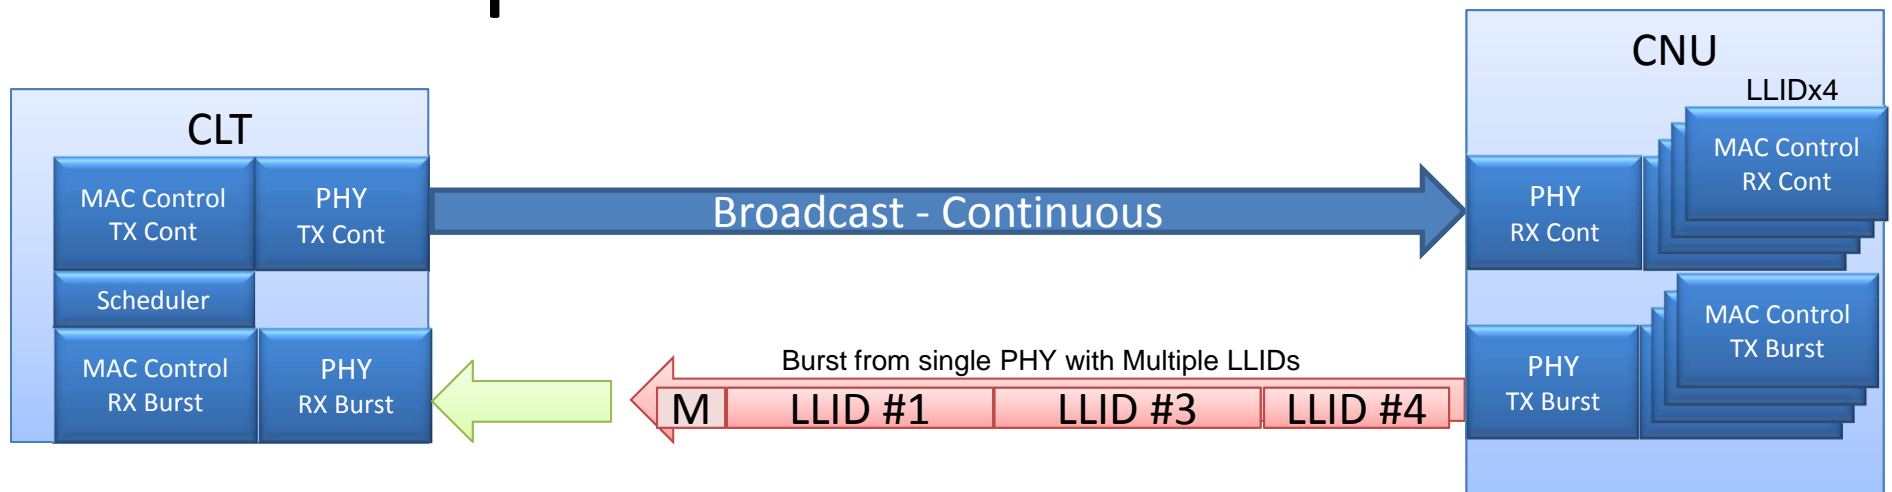 CLT
MAC Control
TX Cont
PHY
TX Cont
Scheduler
MAC Control
RX Burst
PHY
RX Burst
Broadcast - Continuous
Burst from single PHY with Multiple LLIDs
M
LLID #1
LLID #3
LLID #4
CNU
LLIDx4
PHY
RX Cont
MAC Control
RX Cont
PHY
TX Burst
MAC Control
TX Burst